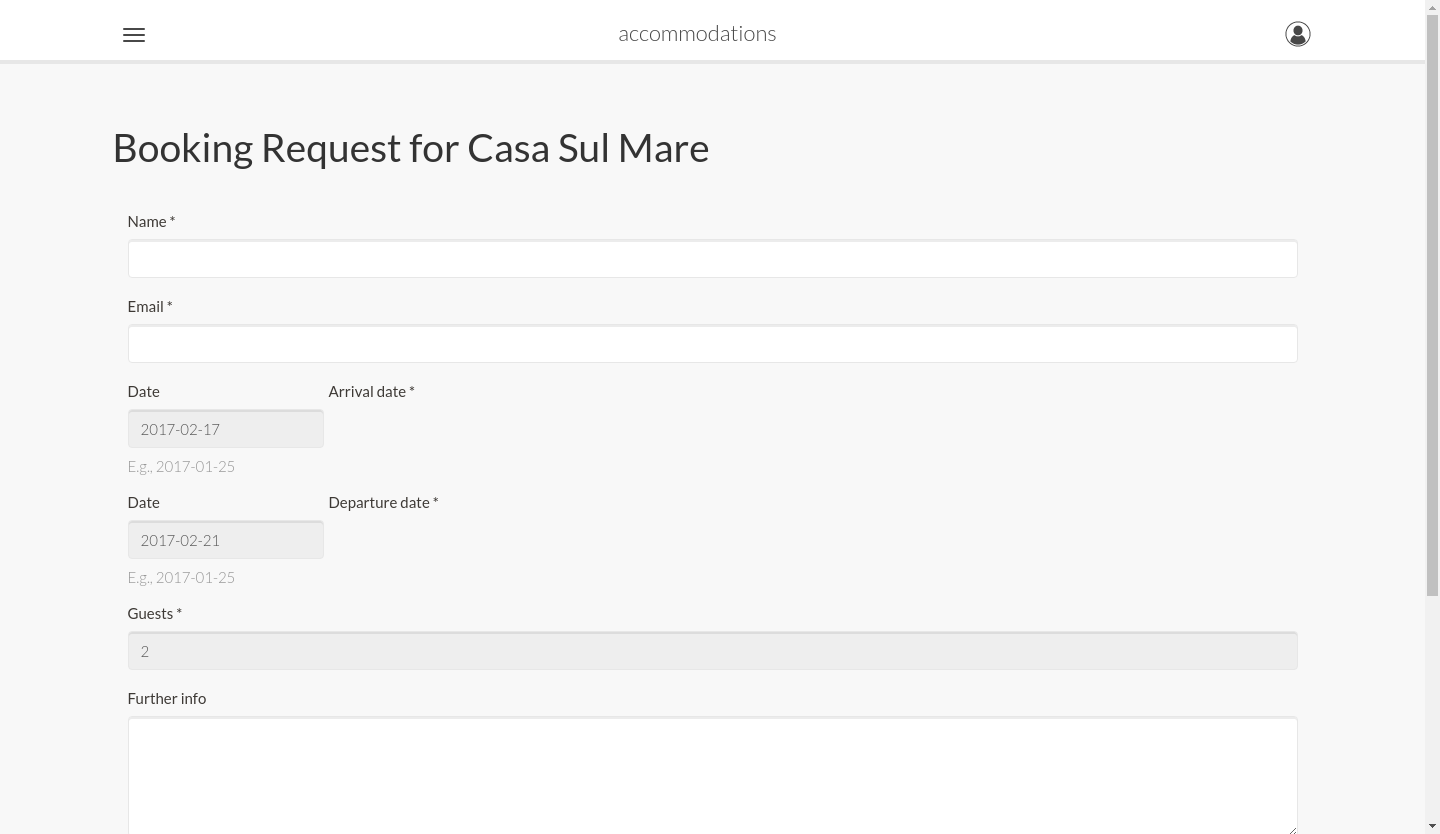 accommodations
Booking Request for Casa Sul Mare
Name *
Email *
Date Arrival date *
2017-02-17
E.g., 2017-01-25
Date Departure date *
2017-02-21
E.g., 2017-01-25
Guests *
2
Further info